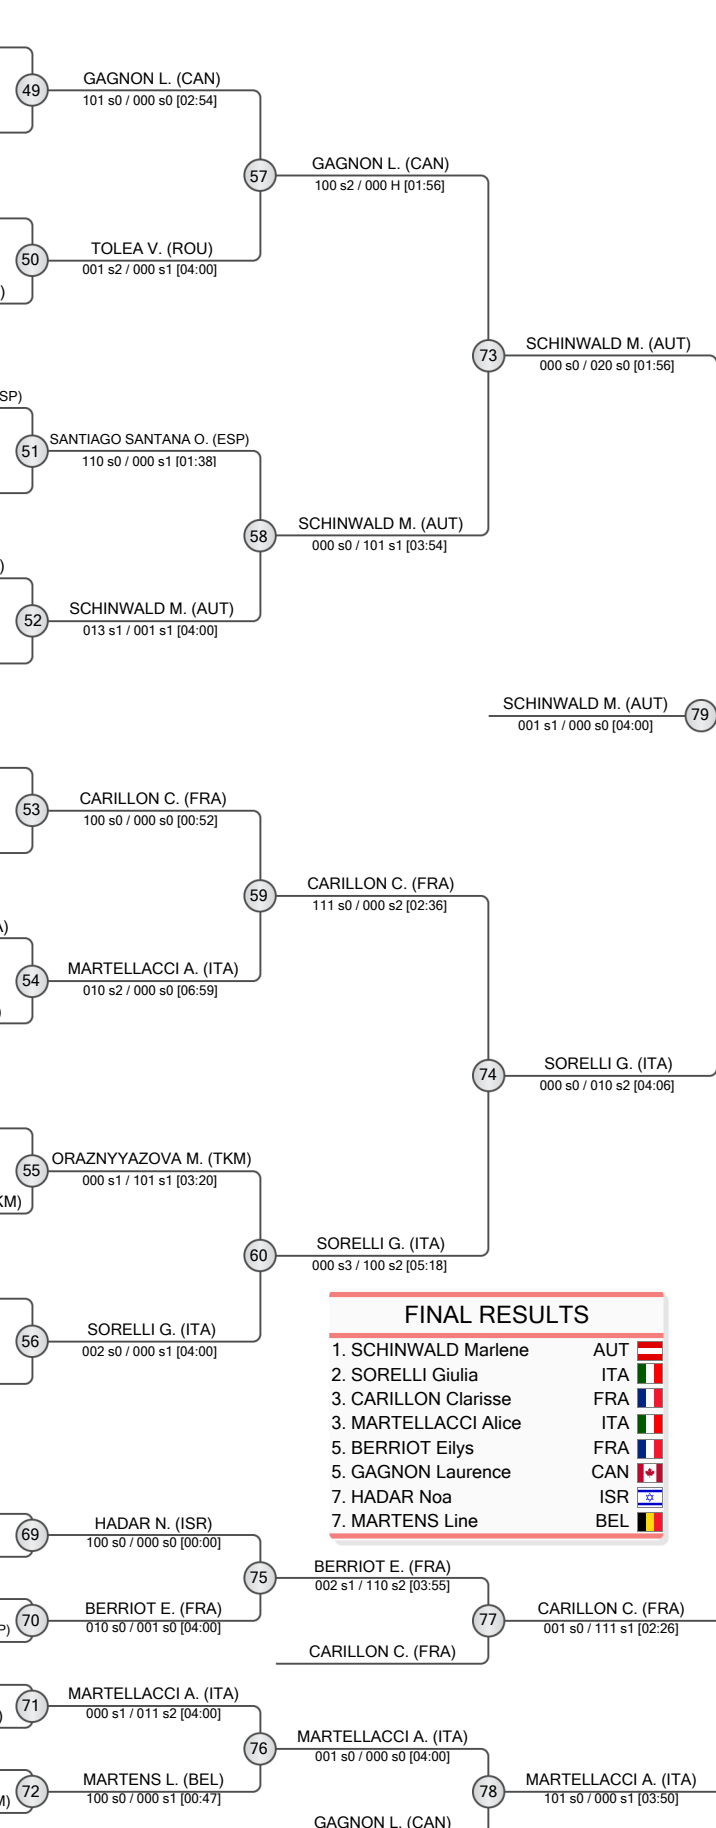 49
GAGNON L. (CAN)
101 s0 / 000 s0 [02:54]
57
GAGNON L. (CAN)
100 s2 / 000 H [01:56]
50
TOLEA V. (ROU)
001 s2 / 000 s1 [04:00]
)
73
SCHINWALD M. (AUT)
000 s0 / 020 s0 [01:56]
SP)
51
SANTIAGO SANTANA O. (ESP)
110 s0 / 000 s1 [01:38]
58
SCHINWALD M. (AUT)
000 s0 / 101 s1 [03:54]
)
52
SCHINWALD M. (AUT)
013 s1 / 001 s1 [04:00]
SCHINWALD M. (AUT)
001 s1 / 000 s0 [04:00]
79
53
CARILLON C. (FRA)
100 s0 / 000 s0 [00:52]
59
CARILLON C. (FRA)
111 s0 / 000 s2 [02:36]
)
54
MARTELLACCI A. (ITA)
010 s2 / 000 s0 [06:59]
)
74
SORELLI G. (ITA)
000 s0 / 010 s2 [04:06]
55
ORAZNYYAZOVA M. (TKM)
000 s1 / 101 s1 [03:20]
KM)
60
SORELLI G. (ITA)
000 s3 / 100 s2 [05:18]
56
SORELLI G. (ITA)
002 s0 / 000 s1 [04:00]
FINAL RESULTS
1. SCHINWALD Marlene AUT
2. SORELLI Giulia ITA
3. CARILLON Clarisse FRA
3. MARTELLACCI Alice ITA
5. BERRIOT Eilys FRA
5. GAGNON Laurence CAN
7. HADAR Noa ISR
7. MARTENS Line BEL
69
HADAR N. (ISR)
100 s0 / 000 s0 [00:00]
75
BERRIOT E. (FRA)
002 s1 / 110 s2 [03:55]
70
BERRIOT E. (FRA)
010 s0 / 001 s0 [04:00]
P)
77
CARILLON C. (FRA)
001 s0 / 111 s1 [02:26]
CARILLON C. (FRA)
71
MARTELLACCI A. (ITA)
000 s1 / 011 s2 [04:00]
)
76
MARTELLACCI A. (ITA)
001 s0 / 000 s0 [04:00]
72
MARTENS L. (BEL)
100 s0 / 000 s1 [00:47]
M)
78
MARTELLACCI A. (ITA)
101 s0 / 000 s1 [03:50]
GAGNON L. (CAN)